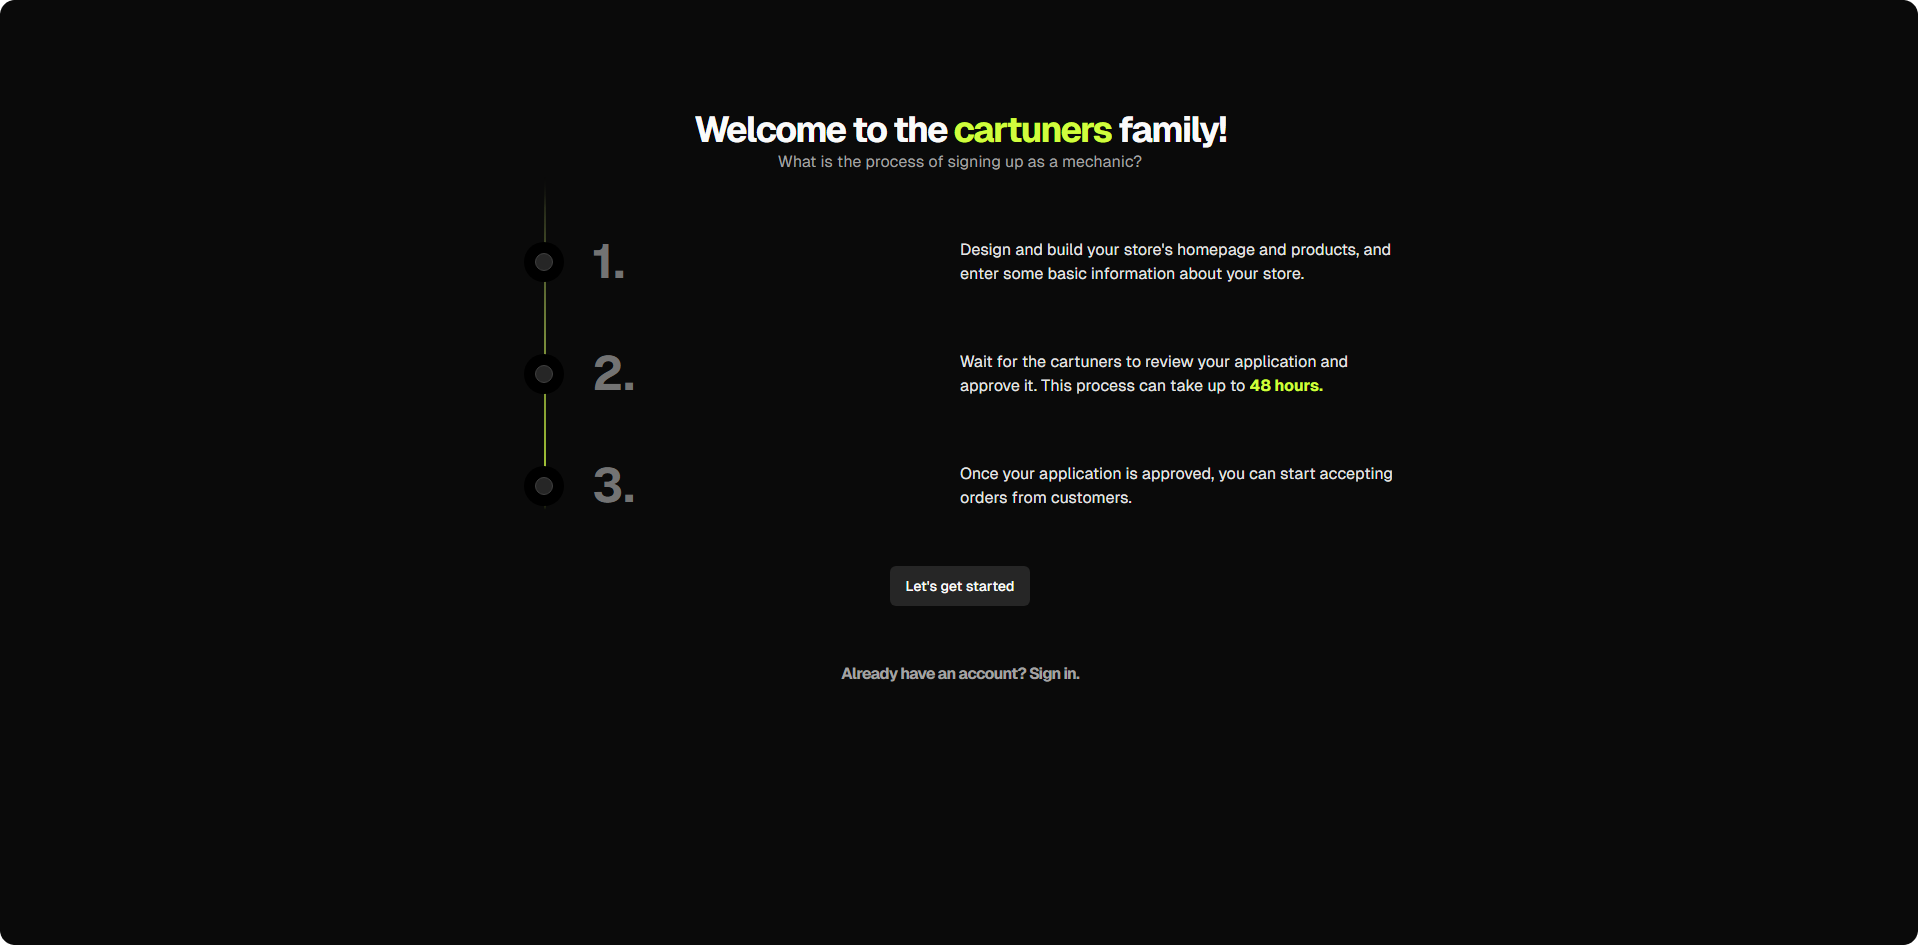 Welcome to the cartuners family!
What is the process of signing up as a mechanic?
1.
Design and build your store's homepage and products, and
enter some basic information about your store.
2.
Wait for the cartuners to review your application and
approve it. This process can take up to 48 hours.
3.
Once your application is approved, you can start accepting
orders from customers.
Let's get started
Already have an account? Sign in.